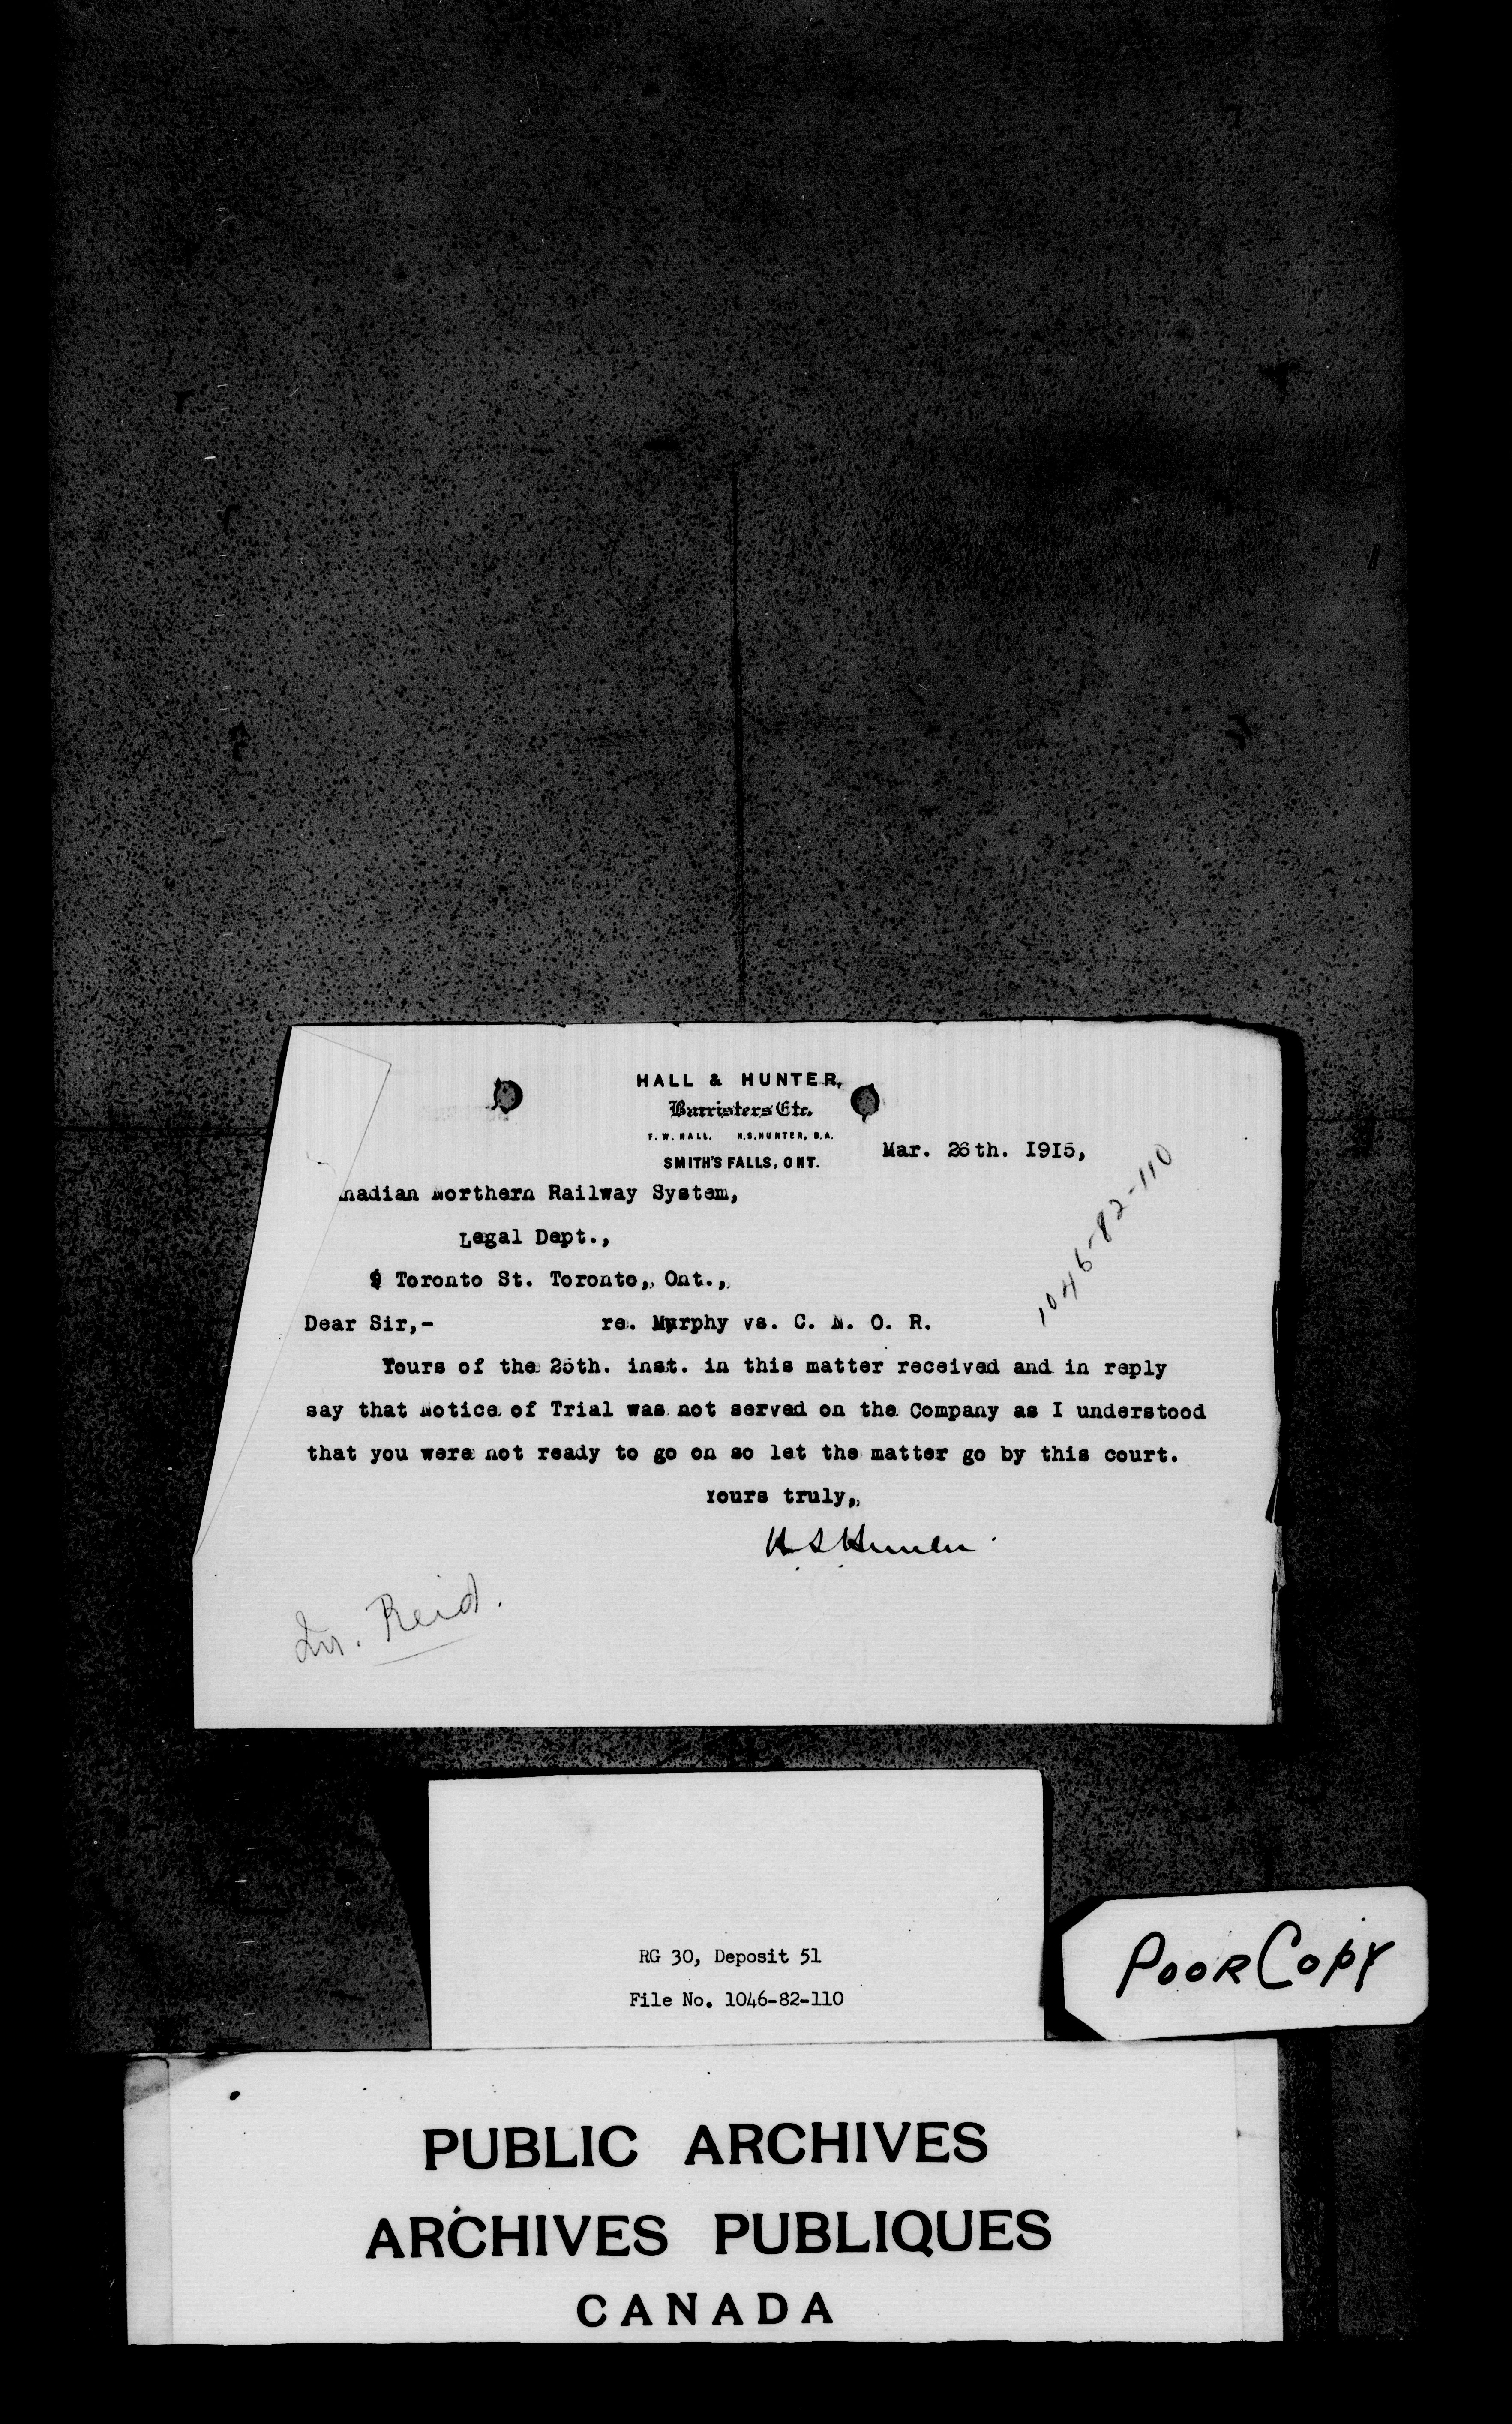 HALL & HUNTER,
Barristers Etc.
F. W. HALL. H.S. HUNTER, B.A.
SMITH'S FALLS, ONT.
Mar. 26th. 1915,
1046-82-110
nadian Northern Railway System,
Legal Dept.,
9 Toronto St. Toronto,, Ont.,,
Dear Sir,- re. Murphy vs. C. N. O. R.
Yours of the 25th. inst. in this matter received and in reply
say that Notice of Trial was not served on the Company as I understood
that you were not ready to go on so let the matter go by this court.
Yours truly,,
H S Hunter.
Reid.
RG 30, Deposit 51
File No. 1046-82-110
POOR COPY
PUBLIC ARCHIVES
ARCHIVES PUBLIQUES
CANADA